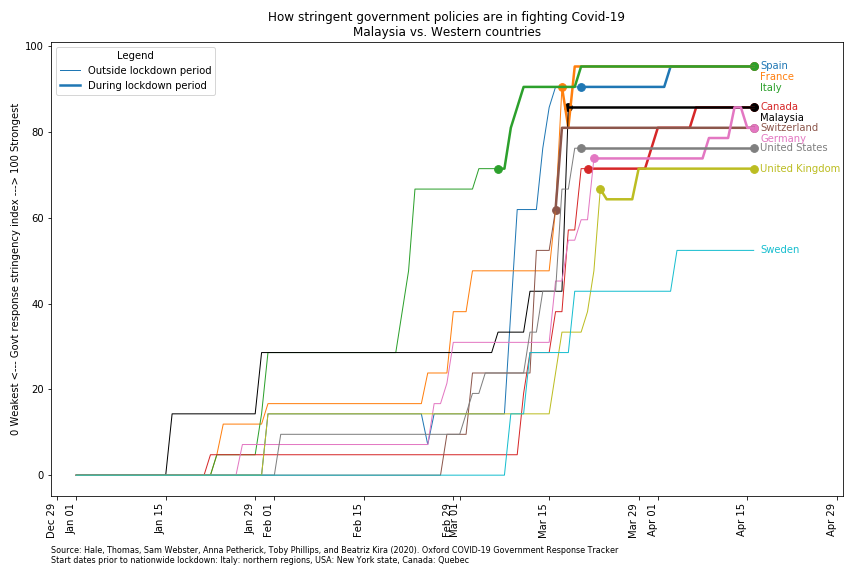 How stringent government policies are in fighting Covid-19
Malaysia vs. Western countries
Legend
Outside lockdown period
During lockdown period
0 Weakest <--- Govt response stringency index ---> 100 Strongest
100
80
60
40
20
0
Spain
France
Italy
Canada
Malaysia
Switzerland
Germany
United States
United Kingdom
Sweden
Dec 29
Jan 01
Jan 15
Jan 29
Feb 01
Feb 15
Feb 29
Mar 01
Mar 15
Mar 29
Apr 01
Apr 15
Apr 29
Source: Hale, Thomas, Sam Webster, Anna Petherick, Toby Phillips, and Beatriz Kira (2020). Oxford COVID-19 Government Response Tracker
Start dates prior to nationwide lockdown: Italy: northern regions, USA: New York state, Canada: Quebec